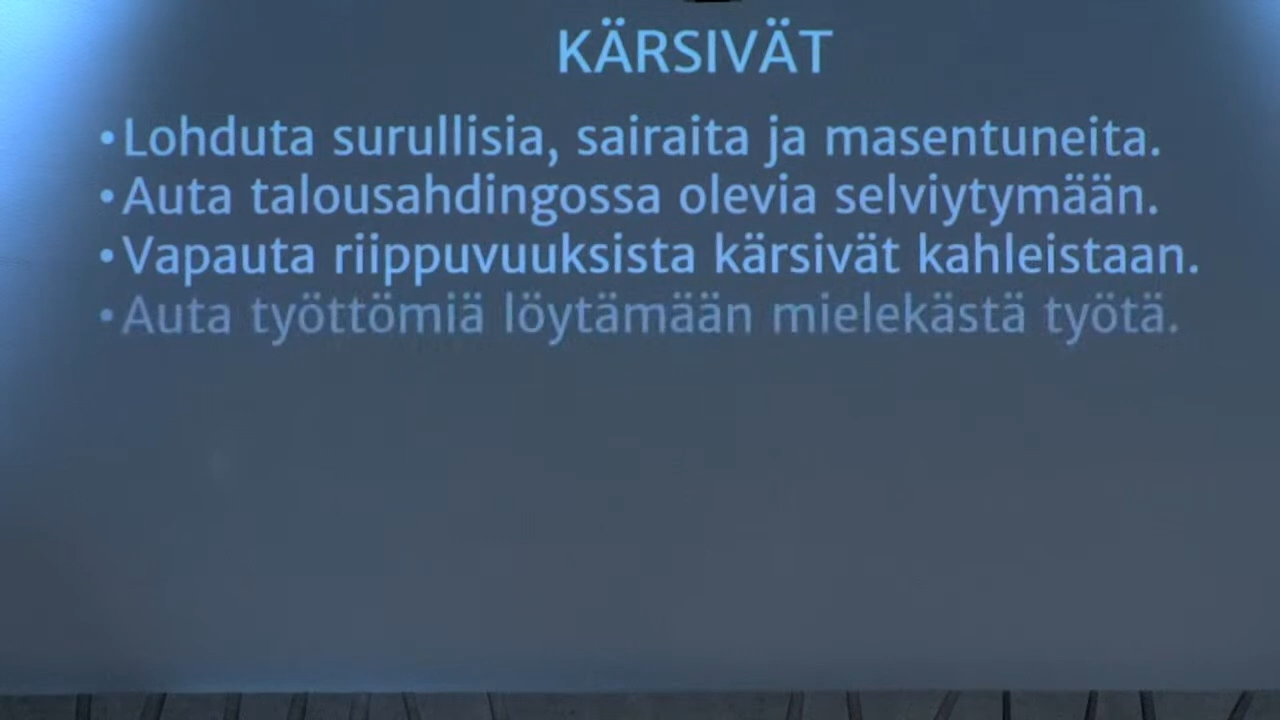 KÄRSIVÄT
•Lohduta surullisia, sairaita ja masentuneita.
•Auta talousahdingossa olevia selviytymään.
•Vapauta riippuvuuksista kärsivät kahleistaan.
•Auta työttömiä löytämään mielekästä työtä.